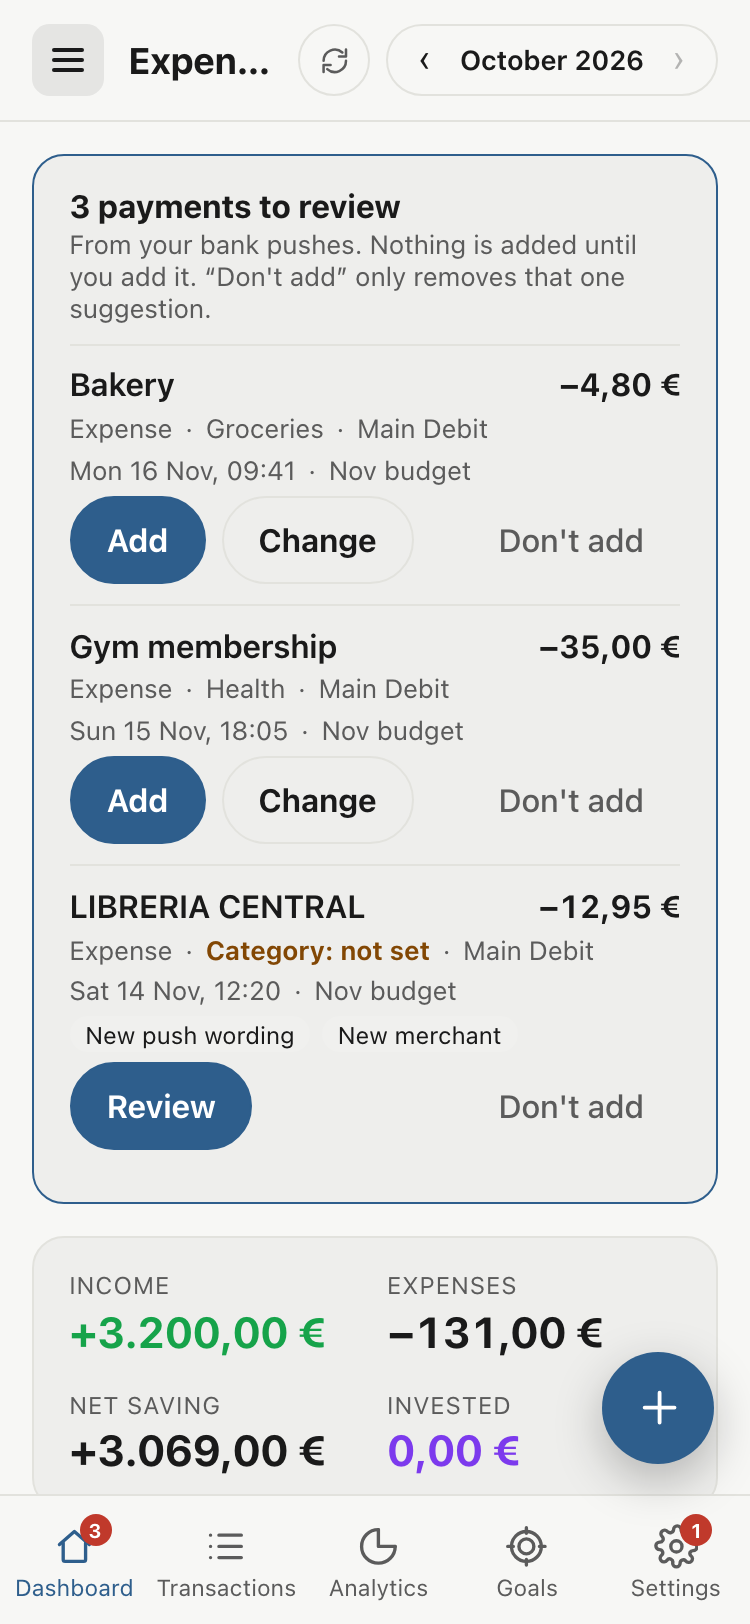 Expen...
‹ October 2026 ›
3 payments to review
From your bank pushes. Nothing is added until
you add it. “Don't add” only removes that one
suggestion.
Bakery −4,80 €
Expense · Groceries · Main Debit
Mon 16 Nov, 09:41 · Nov budget
Add Change Don't add
Gym membership −35,00 €
Expense · Health · Main Debit
Sun 15 Nov, 18:05 · Nov budget
Add Change Don't add
LIBRERIA CENTRAL −12,95 €
Expense · Category: not set · Main Debit
Sat 14 Nov, 12:20 · Nov budget
New push wording New merchant
Review Don't add
INCOME EXPENSES
+3.200,00 € −131,00 €
NET SAVING INVESTED
+3.069,00 € 0,00 €
3 1
Dashboard Transactions Analytics Goals Settings